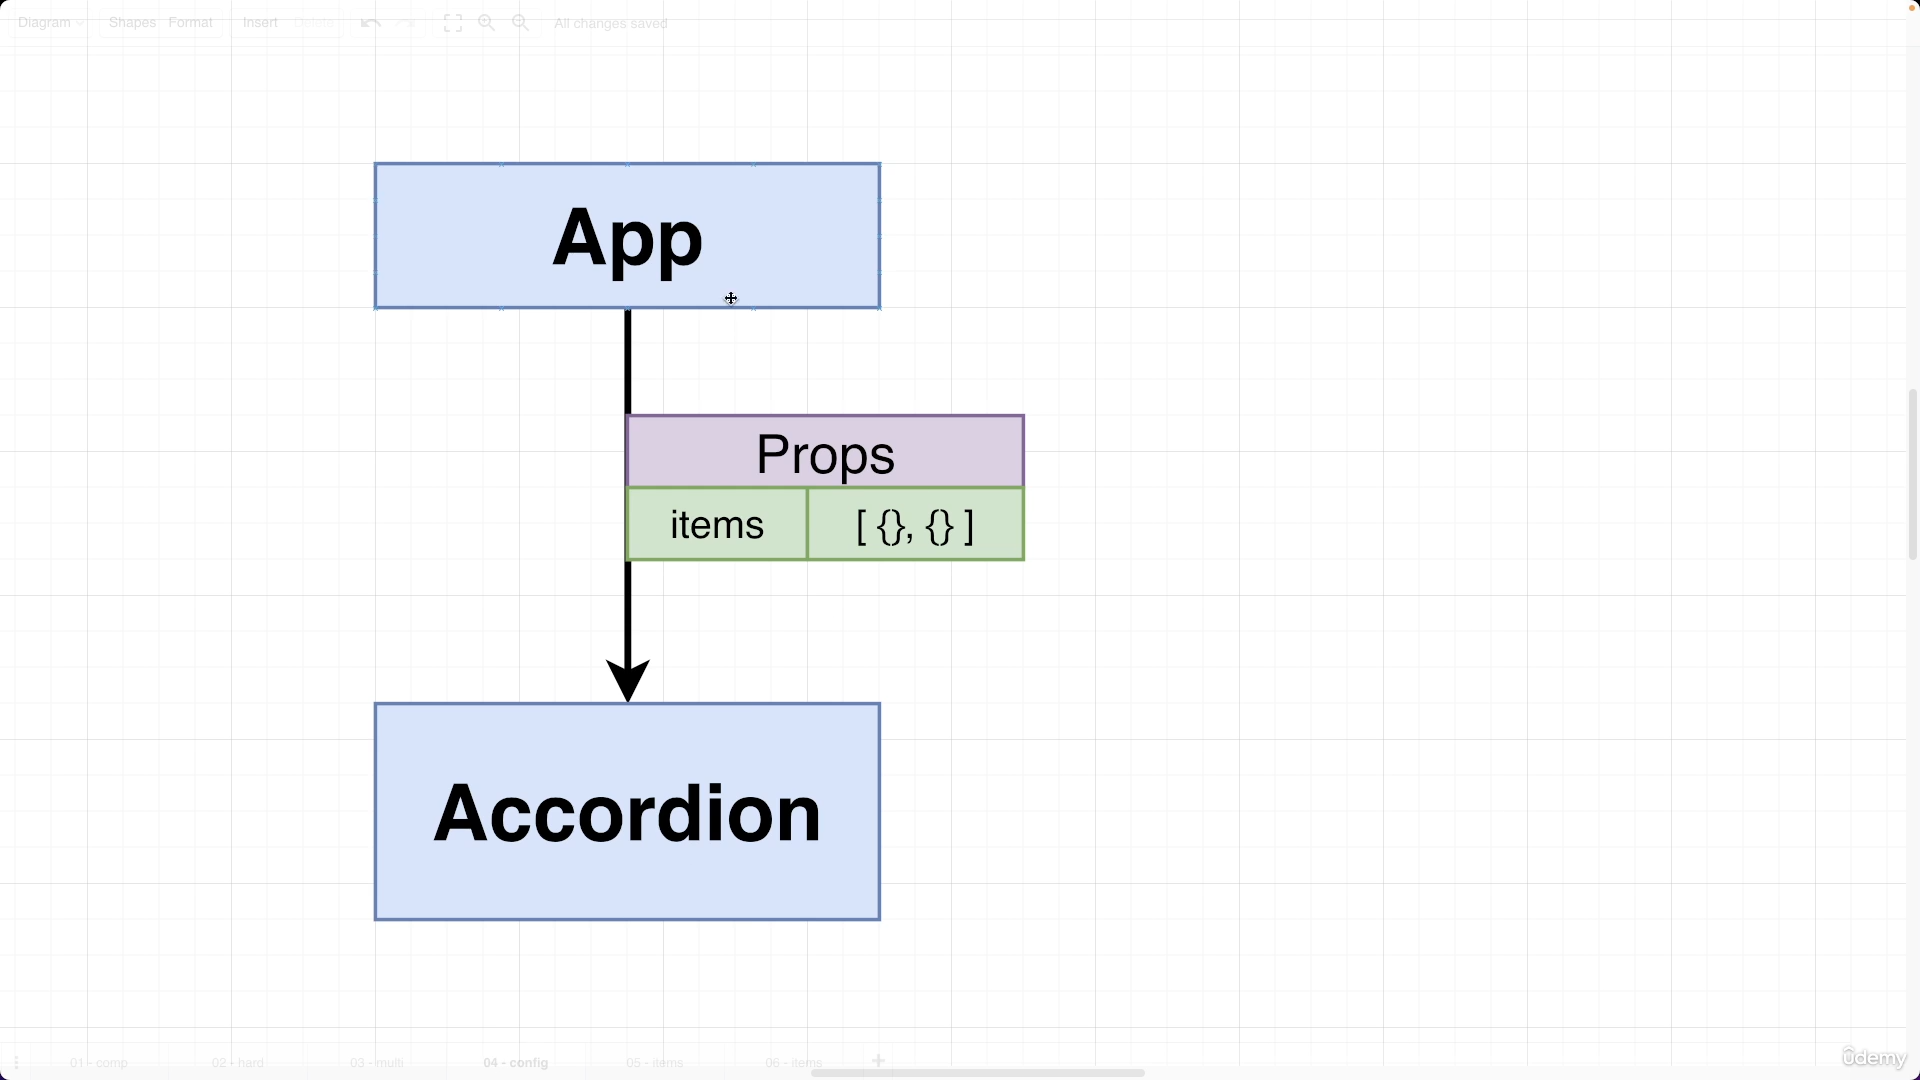 Diagram Shapes Format Insert Delete All changes saved
App
Props
items [ {}, {} ]
Accordion
01 - comp 02 - hard 03 - multi 04 - config 05 - items 06 - items
ûdemy